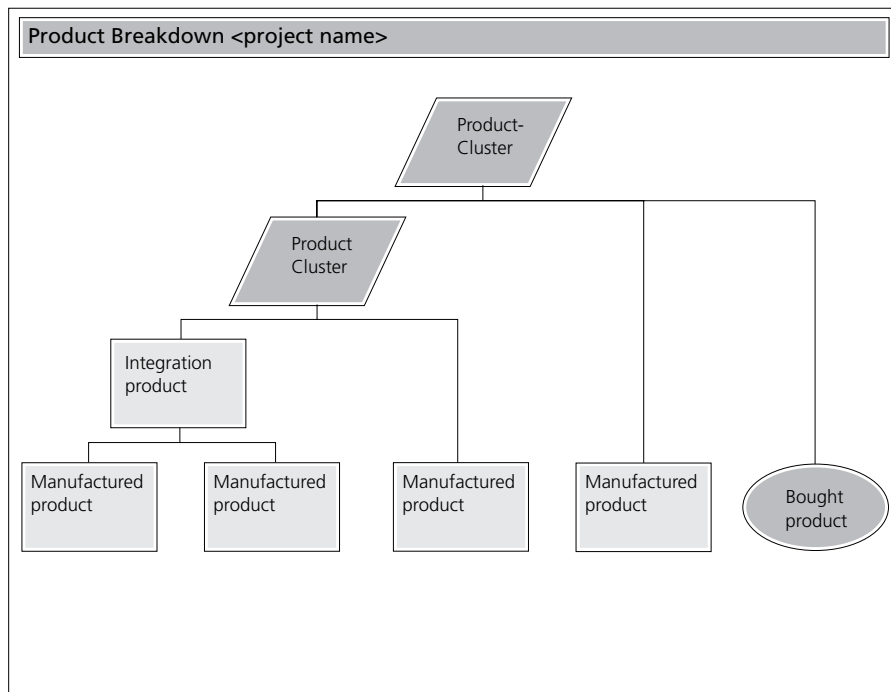 Product Breakdown <project name>
Product-
Cluster
Product
Cluster
Integration
product
Manufactured
product
Manufactured
product
Manufactured
product
Manufactured
product
Bought
product